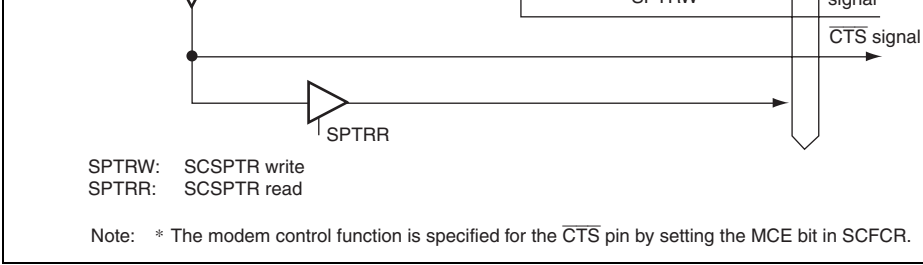 SPTRW
signal
CTS signal
SPTRR
SPTRW: SCSPTR write
SPTRR: SCSPTR read
Note: * The modem control function is specified for the CTS pin by setting the MCE bit in SCFCR.